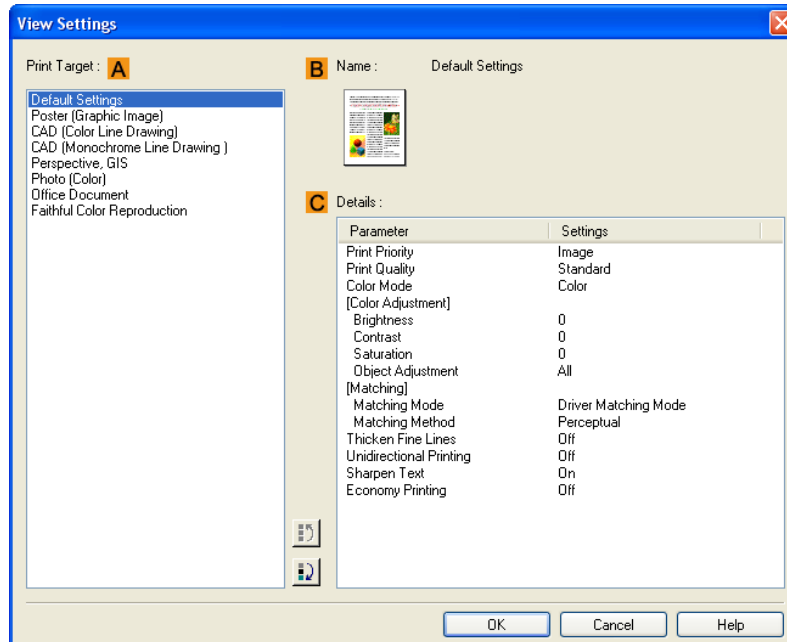 View Settings
Print Target : A
Default Settings
Poster (Graphic Image)
CAD (Color Line Drawing)
CAD (Monochrome Line Drawing )
Perspective, GIS
Photo (Color)
Office Document
Faithful Color Reproduction
B Name : Default Settings
C Details :
Parameter Settings
Print Priority Image
Print Quality Standard
Color Mode Color
[Color Adjustment]
Brightness 0
Contrast 0
Saturation 0
Object Adjustment All
[Matching]
Matching Mode Driver Matching Mode
Matching Method Perceptual
Thicken Fine Lines Off
Unidirectional Printing Off
Sharpen Text On
Economy Printing Off
OK Cancel Help